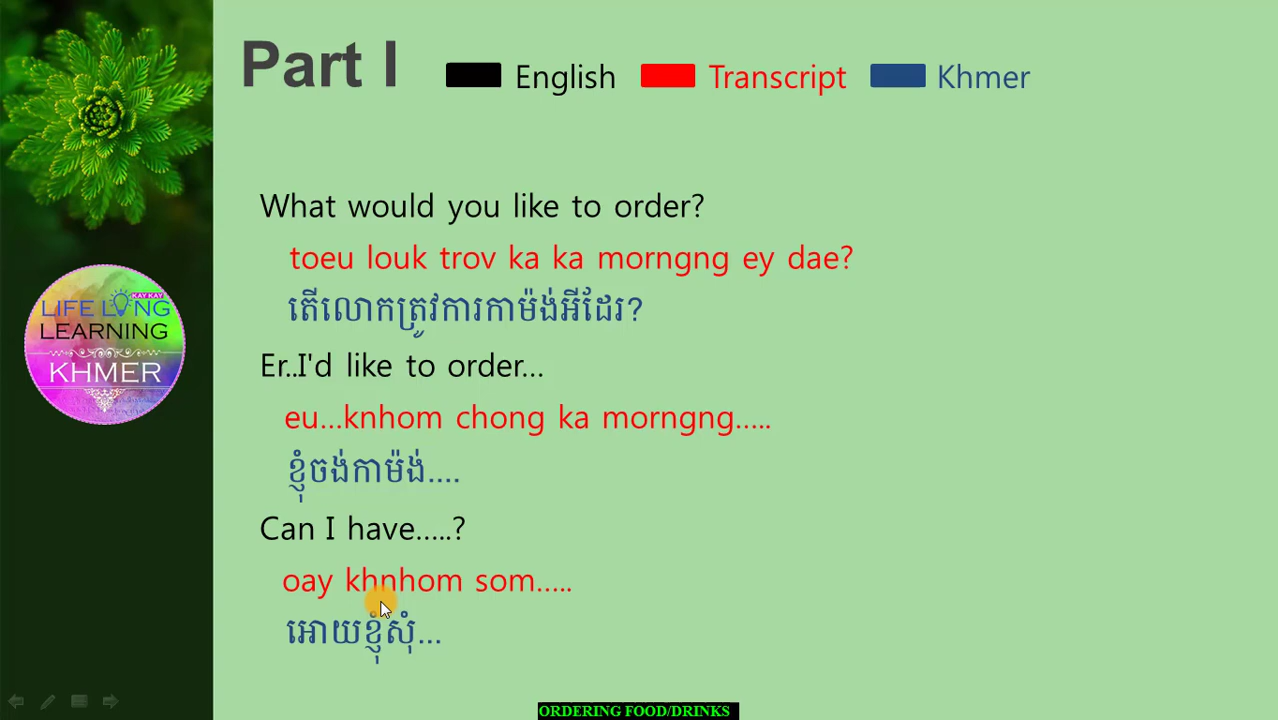 Part I
English Transcript Khmer
What would you like to order?
toeu louk trov ka ka morngng ey dae?
តើលោកត្រូវការកាម៉ង់អីដែរ?
Er..I'd like to order...
eu...knhom chong ka morngng.....
ខ្ញុំចង់កាម៉ង់....
Can I have.....?
oay khnhom som.....
អោយខ្ញុំសុំ...
KAY KAY
LIFE LONG
LEARNING
KHMER
ORDERING FOOD/DRINKS